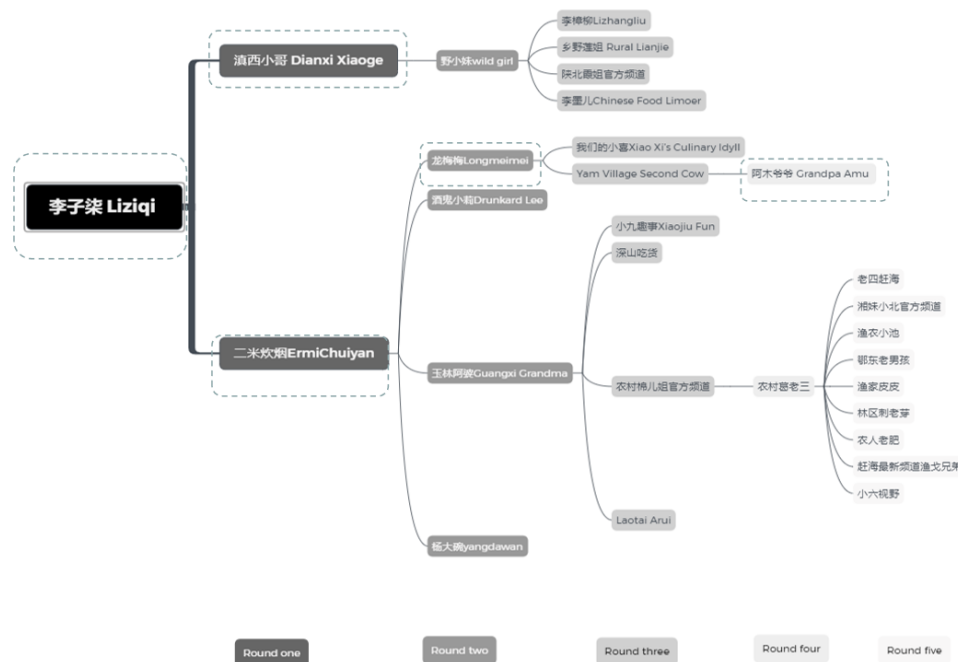 李子柒 Liziqi
滇西小哥 Dianxi Xiaoge
野小妹wild girl
李樟柳Lizhangliu
乡野莲姐 Rural Lianjie
陕北霞姐官方频道
李墨儿Chinese Food Limoer
二米炊烟ErmiChuiyan
龙梅梅Longmeimei
我们的小喜Xiao Xi's Culinary Idyll
Yam Village Second Cow
阿木爷爷 Grandpa Amu
酒鬼小莉Drunkard Lee
玉林阿婆Guangxi Grandma
小九趣事Xiaojiu Fun
深山吃货
农村棉儿姐官方频道
农村葛老三
老四赶海
湘妹小北官方频道
渔农小池
鄂东老男孩
渔家皮皮
林区刺老芽
农人老肥
赶海最新频道渔戈兄弟
小六视野
Laotai Arui
杨大碗yangdawan
Round one
Round two
Round three
Round four
Round five